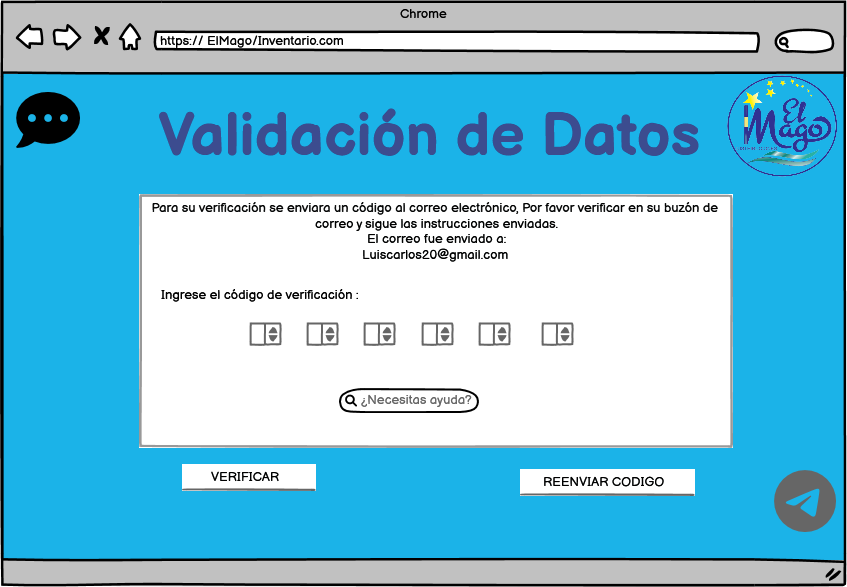 Chrome
https:// ElMago/Inventario.com
Validación de Datos
El
Mago
Para su verificación se enviara un código al correo electrónico, Por favor verificar en su buzón de
correo y sigue las instrucciones enviadas.
El correo fue enviado a:
Luiscarlos20@gmail.com
Ingrese el código de verificación :
¿Necesitas ayuda?
VERIFICAR
REENVIAR CODIGO